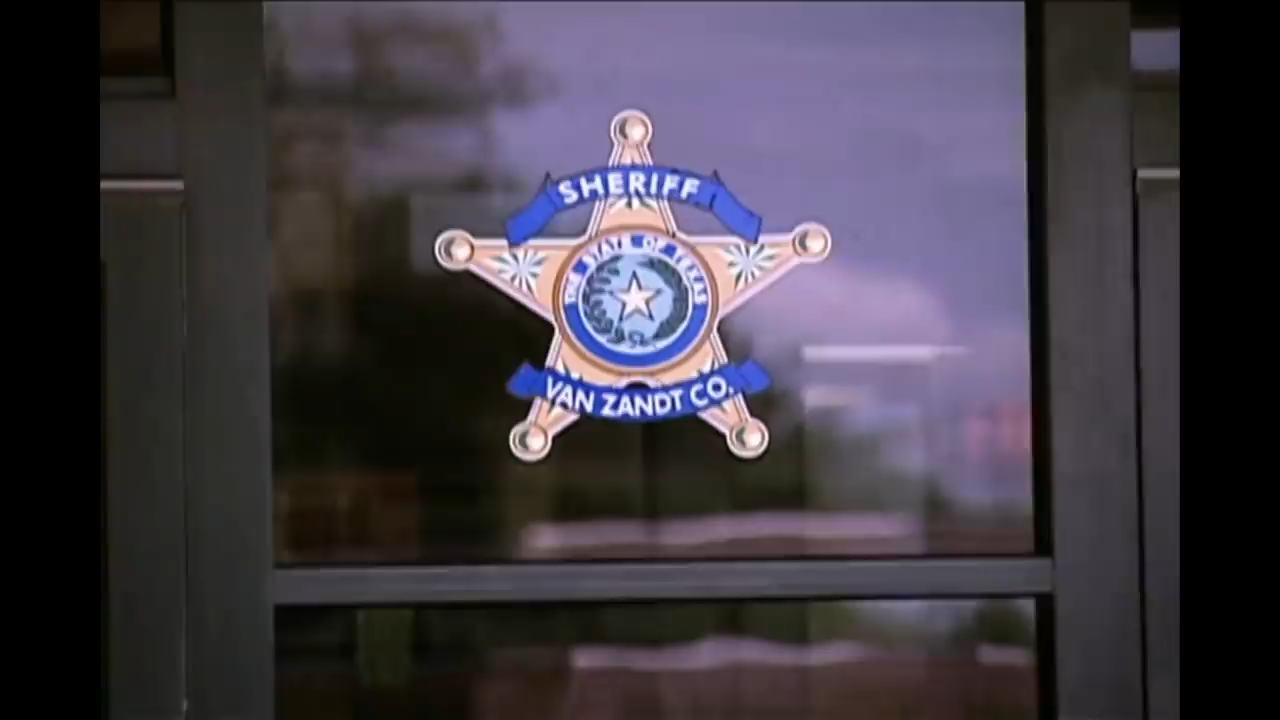 SHERIFF
THE STATE OF TEXAS
VAN ZANDT CO.